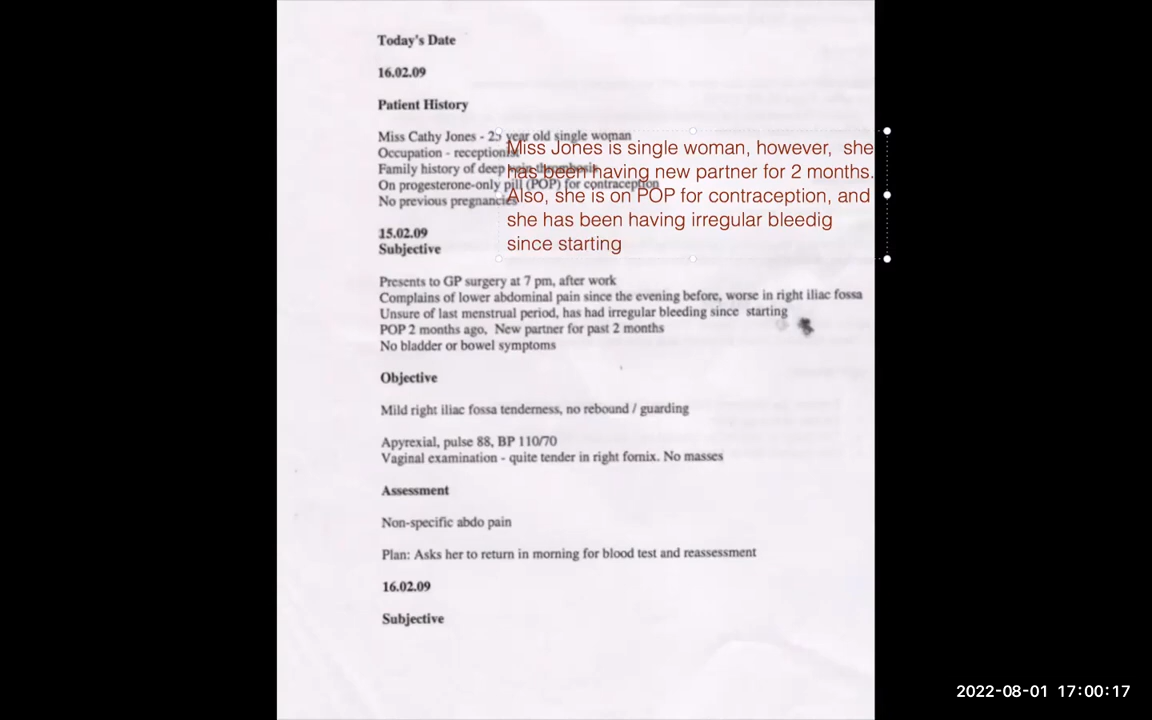 Today's Date
16.02.09
Patient History
Miss Cathy Jones - 25 year old single woman
Occupation - receptionist
Family history of deep vein thrombosis
On progesterone-only pill (POP) for contraception
No previous pregnancies
Miss Jones is single woman, however, she
has been having new partner for 2 months.
Also, she is on POP for contraception, and
she has been having irregular bleedig
since starting
15.02.09
Subjective
Presents to GP surgery at 7 pm, after work
Complains of lower abdominal pain since the evening before, worse in right iliac fossa
Unsure of last menstrual period, has had irregular bleeding since starting
POP 2 months ago, New partner for past 2 months
No bladder or bowel symptoms
Objective
Mild right iliac fossa tenderness, no rebound / guarding
Apyrexial, pulse 88, BP 110/70
Vaginal examination - quite tender in right fornix. No masses
Assessment
Non-specific abdo pain
Plan: Asks her to return in morning for blood test and reassessment
16.02.09
Subjective
2022-08-01 17:00:17